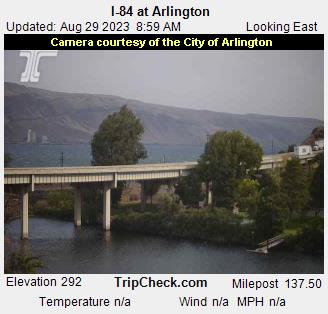 I-84 at Arlington
Updated: Aug 29 2023 8:59 AM Looking East
Camera courtesy of the City of Arlington
Elevation 292 TripCheck.com Milepost 137.50
Temperature n/a Wind n/a MPH n/a